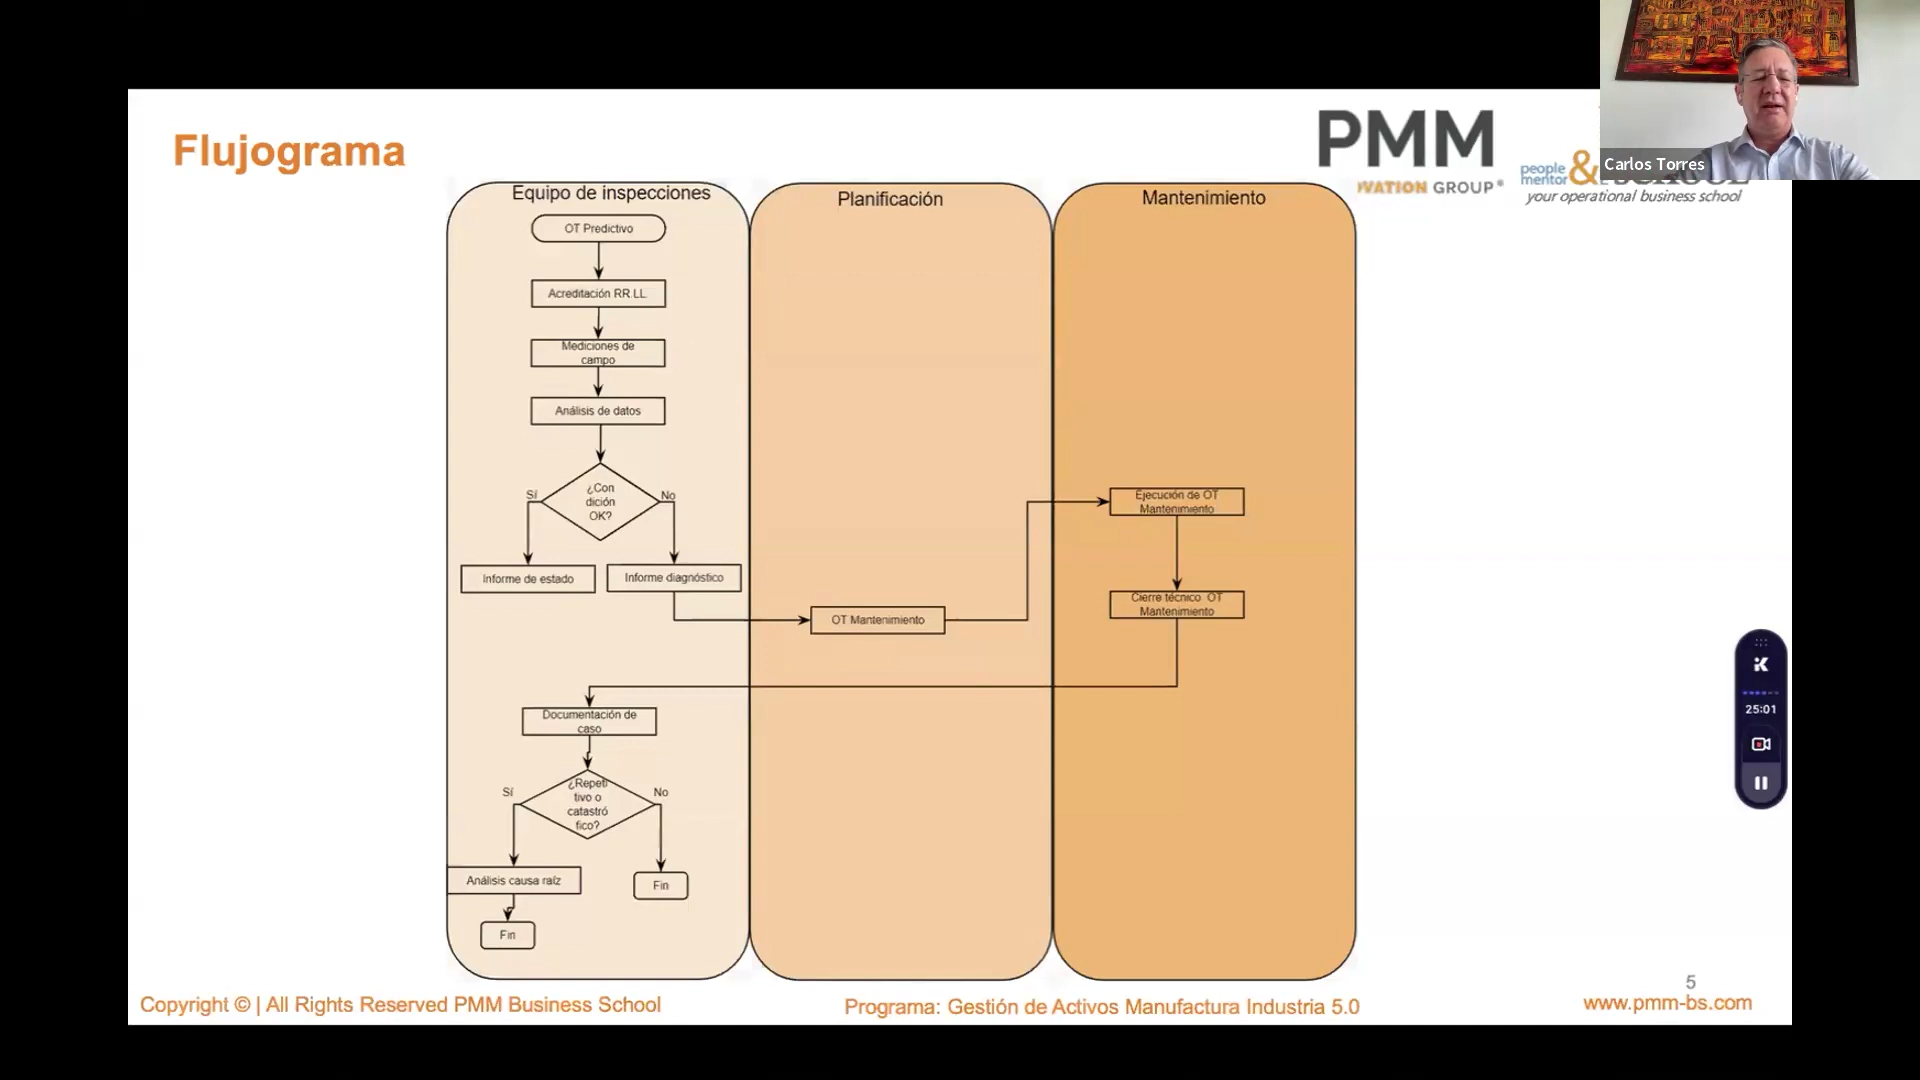 Flujograma
PMM
VATION GROUP®
people
mentor
&
SCHOOL
your operational business school
Carlos Torres
Equipo de inspecciones
Planificación
Mantenimiento
OT Predictivo
Acreditación RR.LL.
Mediciones de
campo
Análisis de datos
¿Con
dición
OK?
Sí
No
Informe de estado
Informe diagnóstico
OT Mantenimiento
Ejecución de OT
Mantenimiento
Cierre técnico OT
Mantenimiento
Documentación de
caso
¿Repeti
tivo o
catastró
fico?
Sí
No
Análisis causa raíz
Fin
Fin
25:01
5
Copyright © | All Rights Reserved PMM Business School
Programa: Gestión de Activos Manufactura Industria 5.0
www.pmm-bs.com